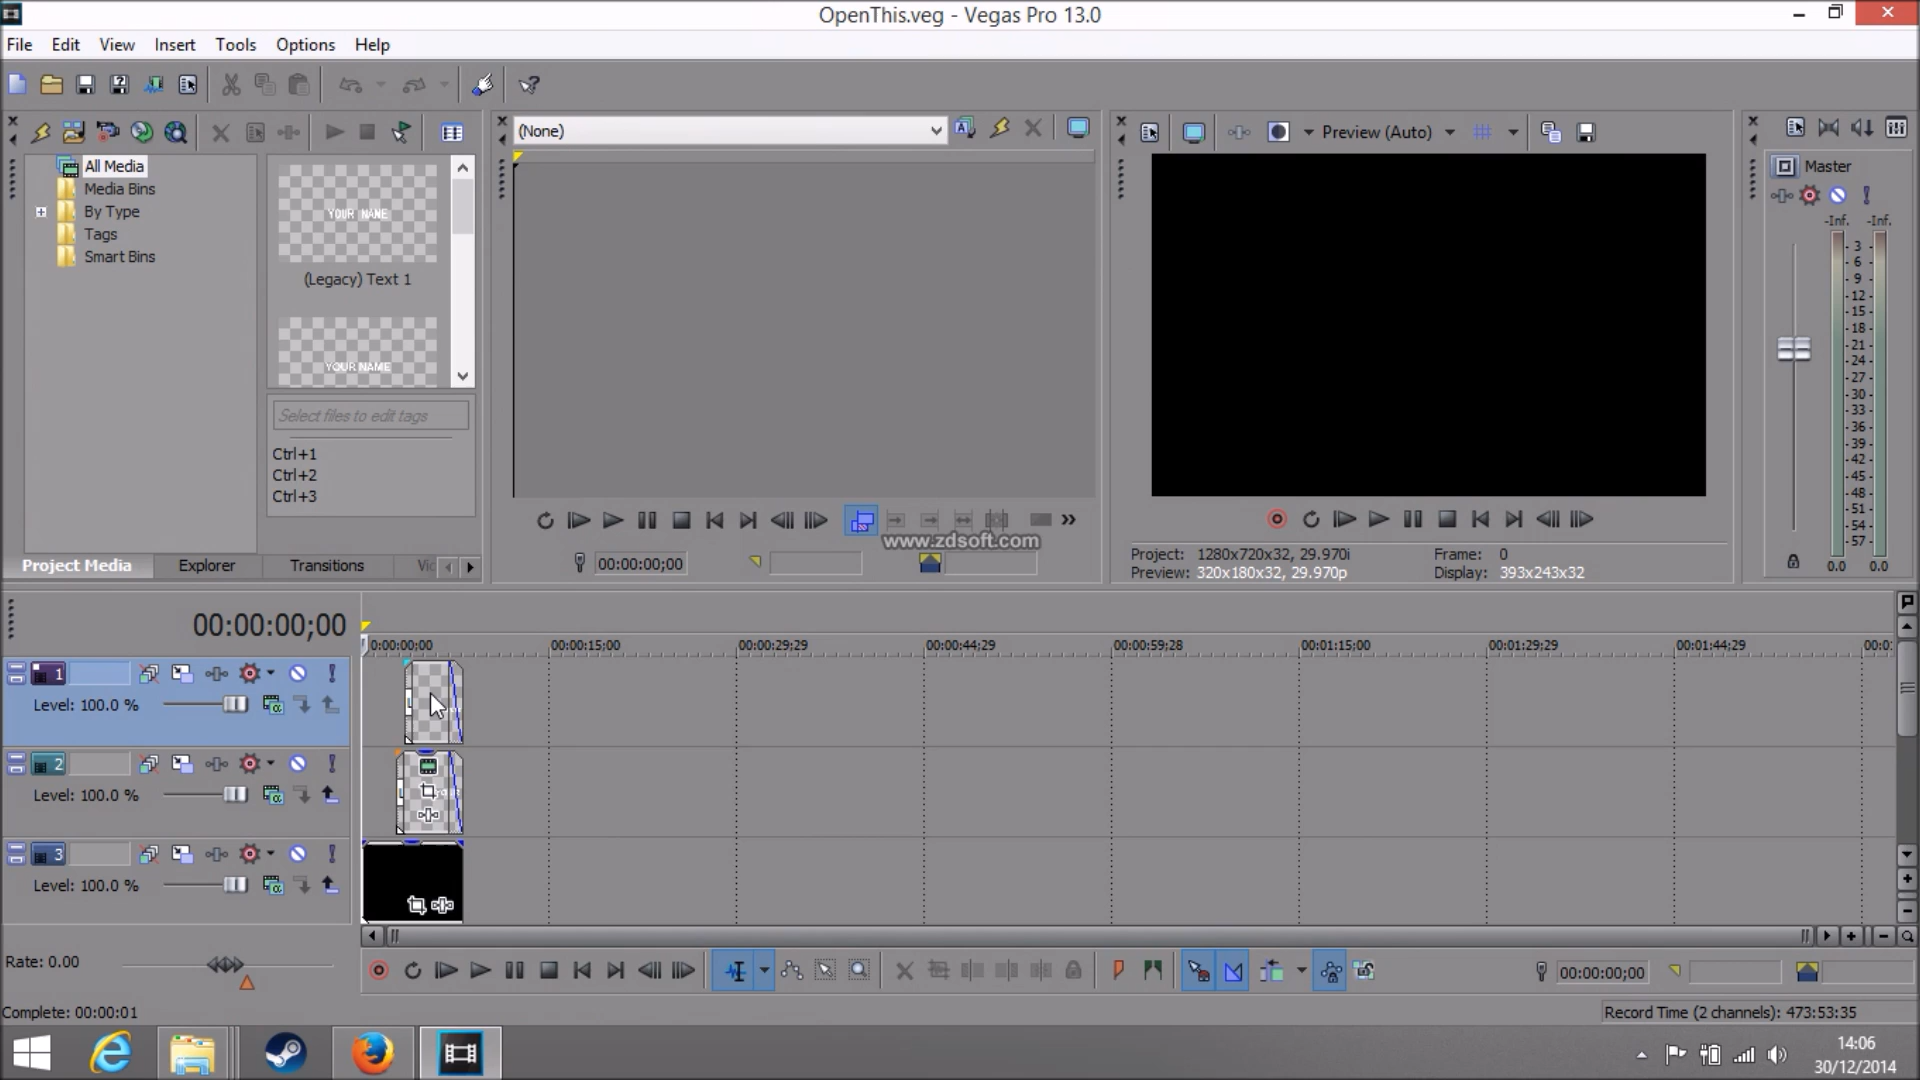 OpenThis.veg - Vegas Pro 13.0
File Edit View Insert Tools Options Help
(None)
Preview (Auto)
All Media
Media Bins
By Type
Tags
Smart Bins
YOUR NAME
(Legacy) Text 1
YOUR NAME
Select files to edit tags
Ctrl+1
Ctrl+2
Ctrl+3
Project Media Explorer Transitions
00:00:00;00
www.zdsoft.com
Project: 1280x720x32, 29.970i
Preview: 320x180x32, 29.970p
Frame: 0
Display: 393x243x32
Master
-Inf. -Inf.
3
6
9
12
15
18
21
24
27
30
33
36
39
42
45
48
51
54
57
0.0 0.0
00:00:00;00
0:00:00;00 00:00:15;00 00:00:29;29 00:00:44;29 00:00:59;28 00:01:15;00 00:01:29;29 00:01:44;29 00:0
1
Level: 100.0 %
2
Level: 100.0 %
3
Level: 100.0 %
Rate: 0.00
00:00:00;00
Complete: 00:00:01
Record Time (2 channels): 473:53:35
14:06
30/12/2014